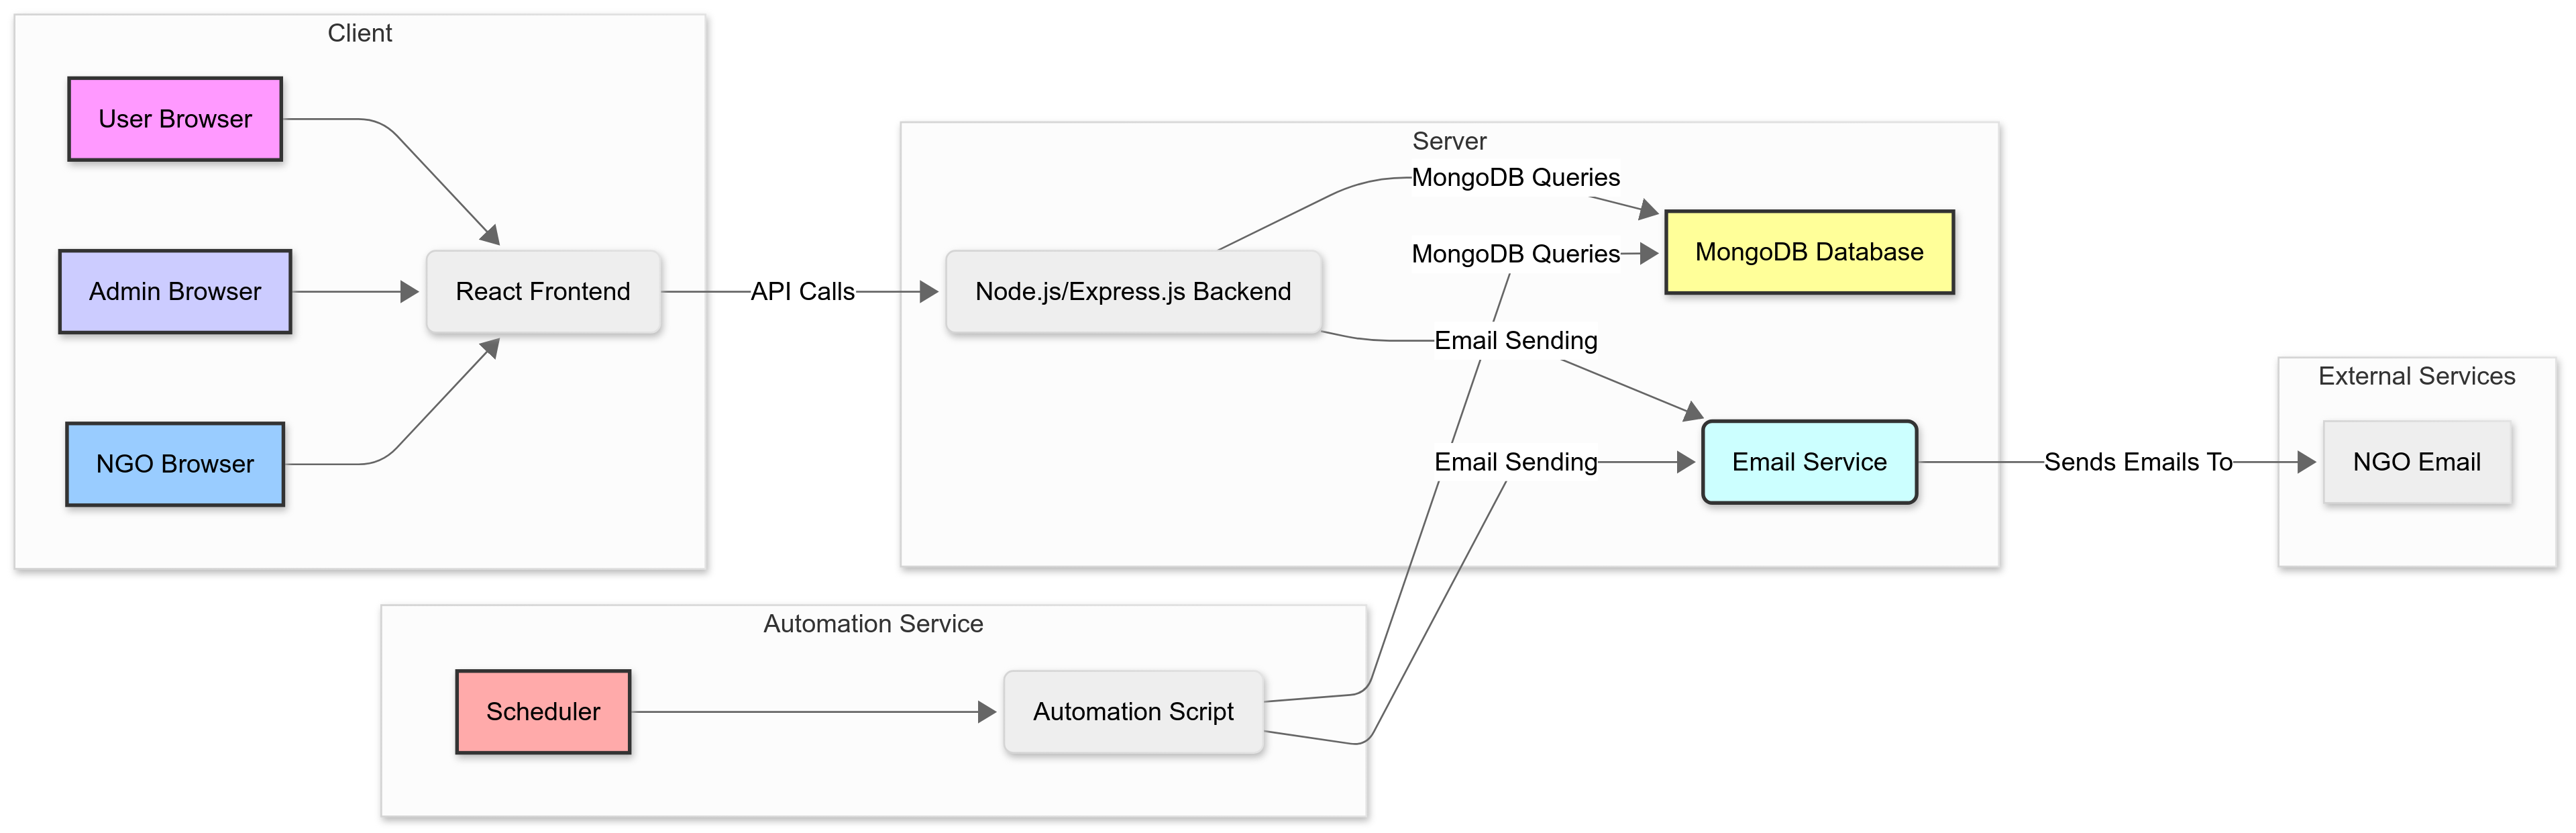 Client
User Browser
Admin Browser
NGO Browser
React Frontend
API Calls
Server
Node.js/Express.js Backend
MongoDB Queries
MongoDB Queries
Email Sending
Email Sending
MongoDB Database
Email Service
Sends Emails To
External Services
NGO Email
Automation Service
Scheduler
Automation Script